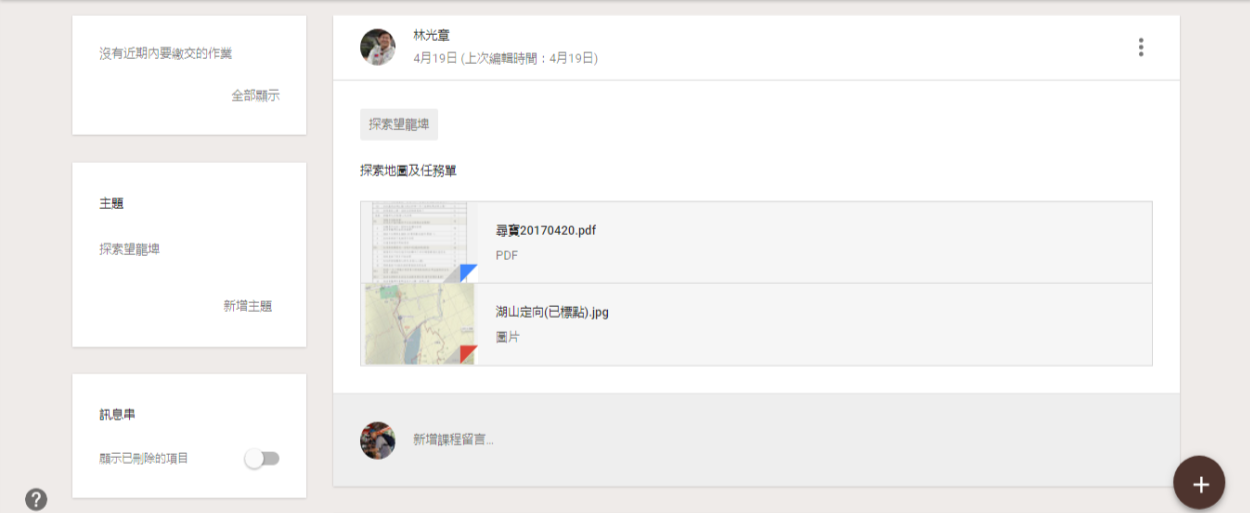 沒有近期內要繳交的作業
全部顯示
主題
探索望龍埤
新增主題
訊息串
顯示已刪除的項目
林光章
4月19日 (上次編輯時間：4月19日)
探索望龍埤
探索地圖及任務單
尋寶20170420.pdf
PDF
湖山定向(已標點).jpg
圖片
新增課程留言...